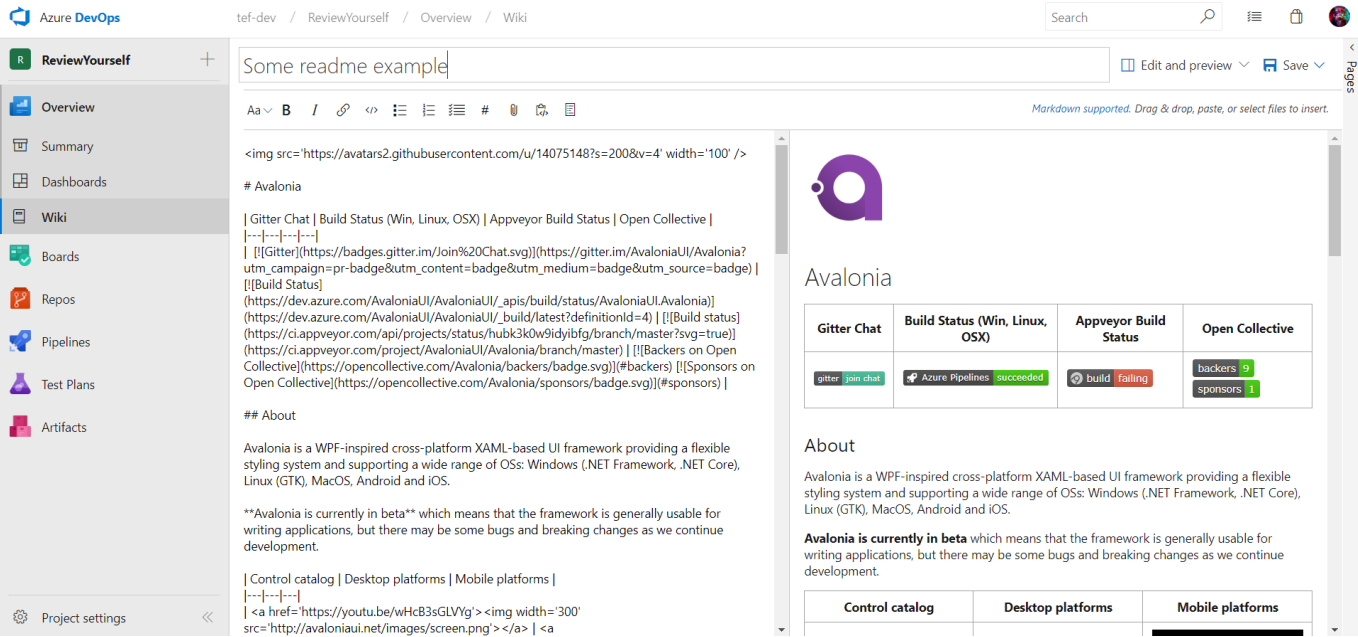 Azure DevOps
tef-dev / ReviewYourself / Overview / Wiki
Search
R ReviewYourself
Overview
Summary
Dashboards
Wiki
Boards
Repos
Pipelines
Test Plans
Artifacts
Project settings
Some readme example
Edit and preview
Save
Pages
Aa B I </> #
Markdown supported. Drag & drop, paste, or select files to insert.
<img src='https://avatars2.githubusercontent.com/u/14075148?s=200&v=4' width='100' />
# Avalonia
| Gitter Chat | Build Status (Win, Linux, OSX) | Appveyor Build Status | Open Collective |
|---|---|---|---|
| [![Gitter](https://badges.gitter.im/Join%20Chat.svg)](https://gitter.im/AvaloniaUI/Avalonia?
utm_campaign=pr-badge&utm_content=badge&utm_medium=badge&utm_source=badge) |
[![Build Status]
(https://dev.azure.com/AvaloniaUI/AvaloniaUI/_apis/build/status/AvaloniaUI.Avalonia)]
(https://dev.azure.com/AvaloniaUI/AvaloniaUI/_build/latest?definitionId=4) | [![Build status]
(https://ci.appveyor.com/api/projects/status/hubk3k0w9idyibfg/branch/master?svg=true)]
(https://ci.appveyor.com/project/AvaloniaUI/Avalonia/branch/master) | [![Backers on Open
Collective](https://opencollective.com/Avalonia/backers/badge.svg)](#backers) [![Sponsors on
Open Collective](https://opencollective.com/Avalonia/sponsors/badge.svg)](#sponsors) |
## About
Avalonia is a WPF-inspired cross-platform XAML-based UI framework providing a flexible
styling system and supporting a wide range of OSs: Windows (.NET Framework, .NET Core),
Linux (GTK), MacOS, Android and iOS.
**Avalonia is currently in beta** which means that the framework is generally usable for
writing applications, but there may be some bugs and breaking changes as we continue
development.
| Control catalog | Desktop platforms | Mobile platforms |
|---|---|---|
| <a href='https://youtu.be/wHcB3sGLVYg'><img width='300'
src='http://avaloniaui.net/images/screen.png'></a> | <a
Avalonia
Gitter Chat
Build Status (Win, Linux,
OSX)
Appveyor Build
Status
Open Collective
gitter join chat
Azure Pipelines succeeded
build failing
backers 9
sponsors 1
About
Avalonia is a WPF-inspired cross-platform XAML-based UI framework providing a flexible
styling system and supporting a wide range of OSs: Windows (.NET Framework, .NET Core),
Linux (GTK), MacOS, Android and iOS.
Avalonia is currently in beta which means that the framework is generally usable for
writing applications, but there may be some bugs and breaking changes as we continue
development.
Control catalog
Desktop platforms
Mobile platforms